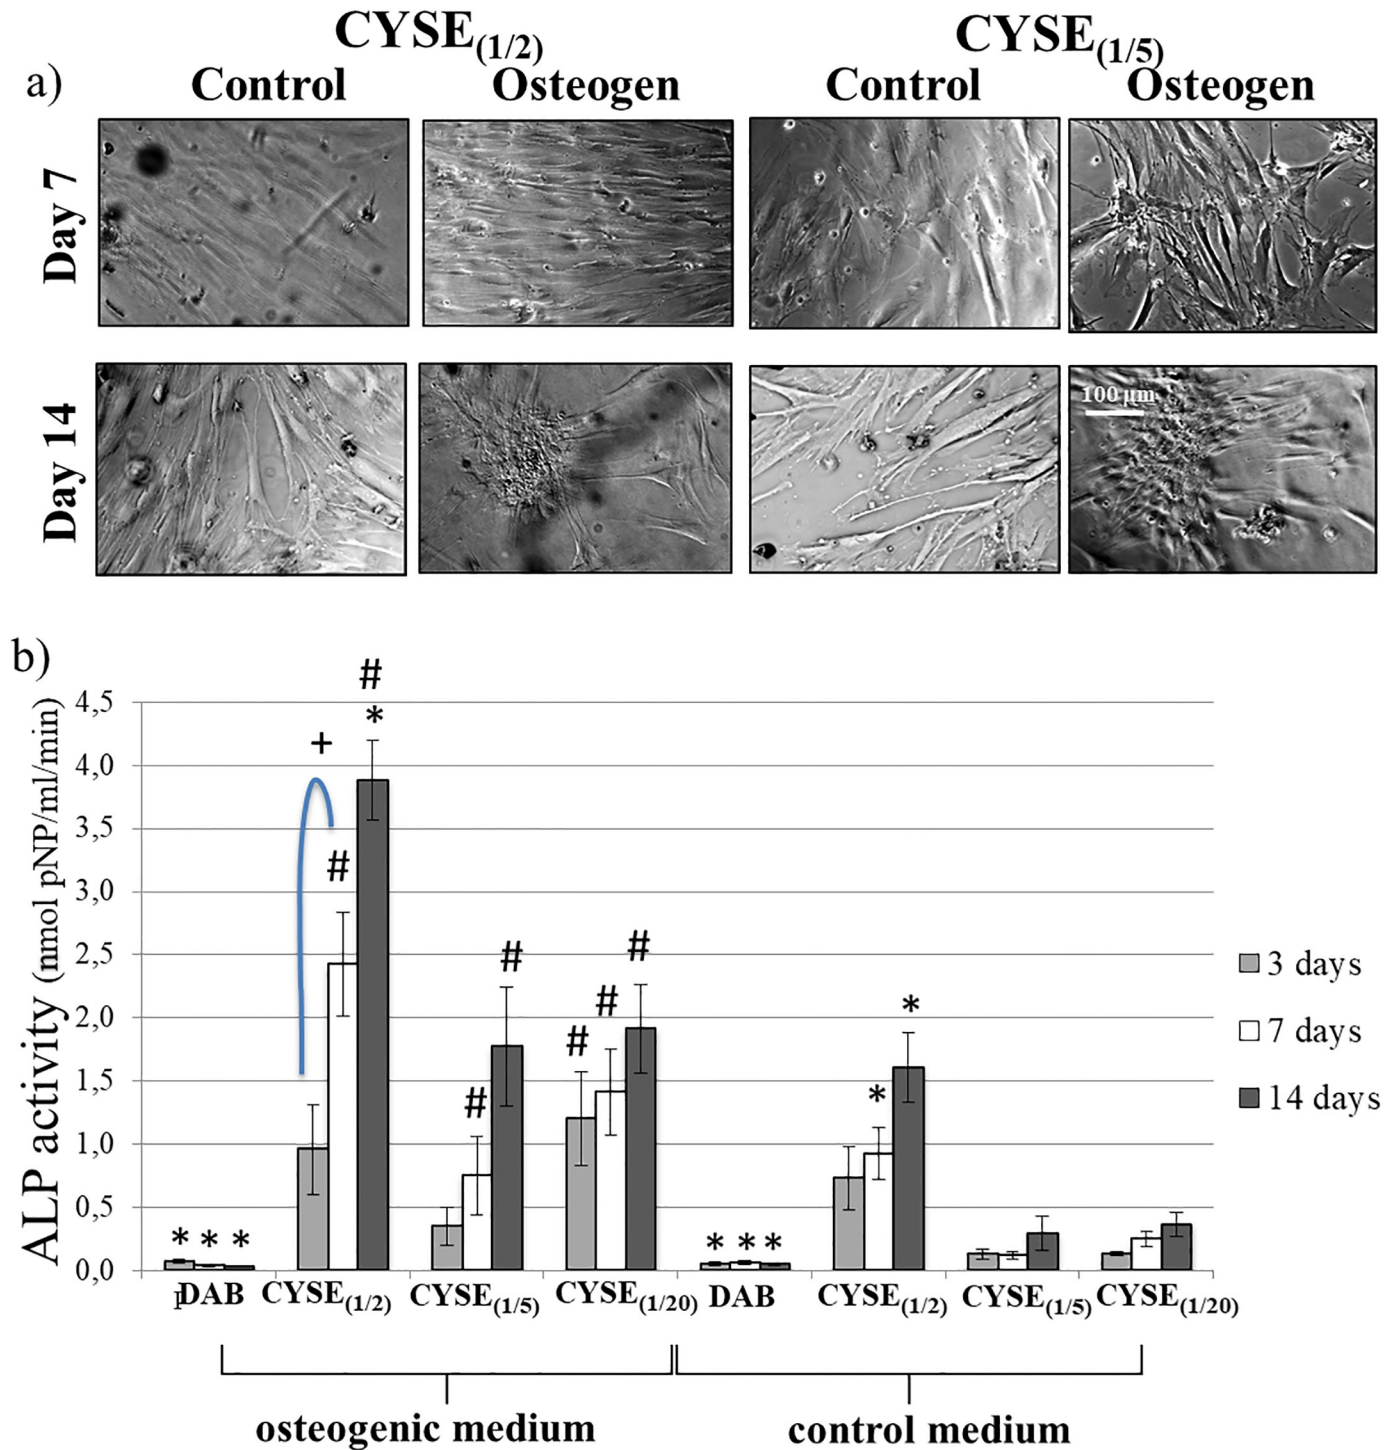 CYSE(1/2) CYSE(1/5)
a) Control Osteogen Control Osteogen
Day 7
Day 14
100 µm
b)
ALP activity (nmol pNP/ml/min)
4,5
4,0
3,5
3,0
2,5
2,0
1,5
1,0
0,5
0,0
#
*
+
#
# #
# # #
* *
* * * * * *
3 days
7 days
14 days
DAB CYSE(1/2) CYSE(1/5) CYSE(1/20) DAB CYSE(1/2) CYSE(1/5) CYSE(1/20)
osteogenic medium control medium